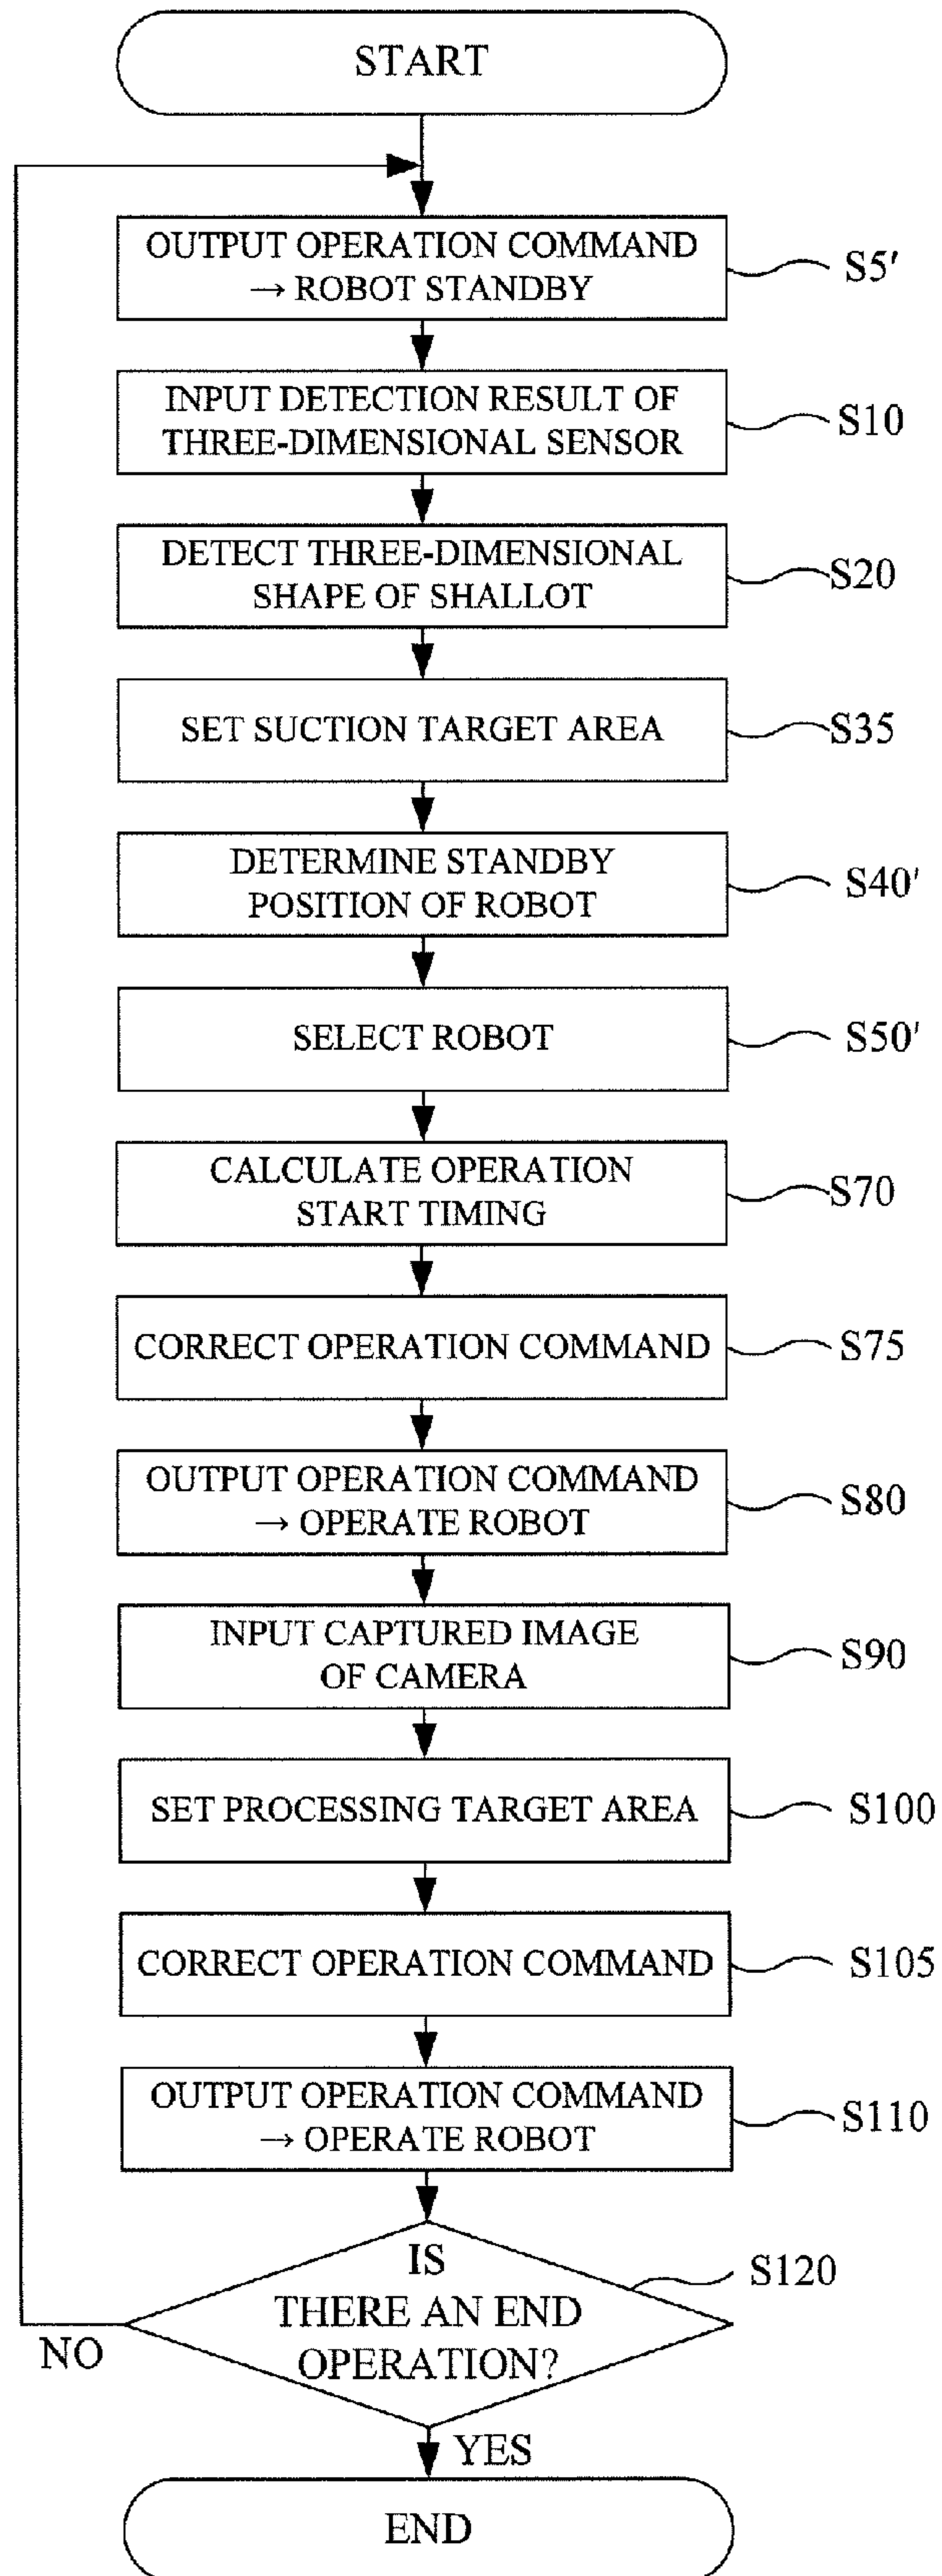 START
OUTPUT OPERATION COMMAND
→ ROBOT STANDBY
S5'
INPUT DETECTION RESULT OF
THREE-DIMENSIONAL SENSOR
S10
DETECT THREE-DIMENSIONAL
SHAPE OF SHALLOT
S20
SET SUCTION TARGET AREA
S35
DETERMINE STANDBY
POSITION OF ROBOT
S40'
SELECT ROBOT
S50'
CALCULATE OPERATION
START TIMING
S70
CORRECT OPERATION COMMAND
S75
OUTPUT OPERATION COMMAND
→ OPERATE ROBOT
S80
INPUT CAPTURED IMAGE
OF CAMERA
S90
SET PROCESSING TARGET AREA
S100
CORRECT OPERATION COMMAND
S105
OUTPUT OPERATION COMMAND
→ OPERATE ROBOT
S110
IS
THERE AN END
OPERATION?
S120
NO
YES
END